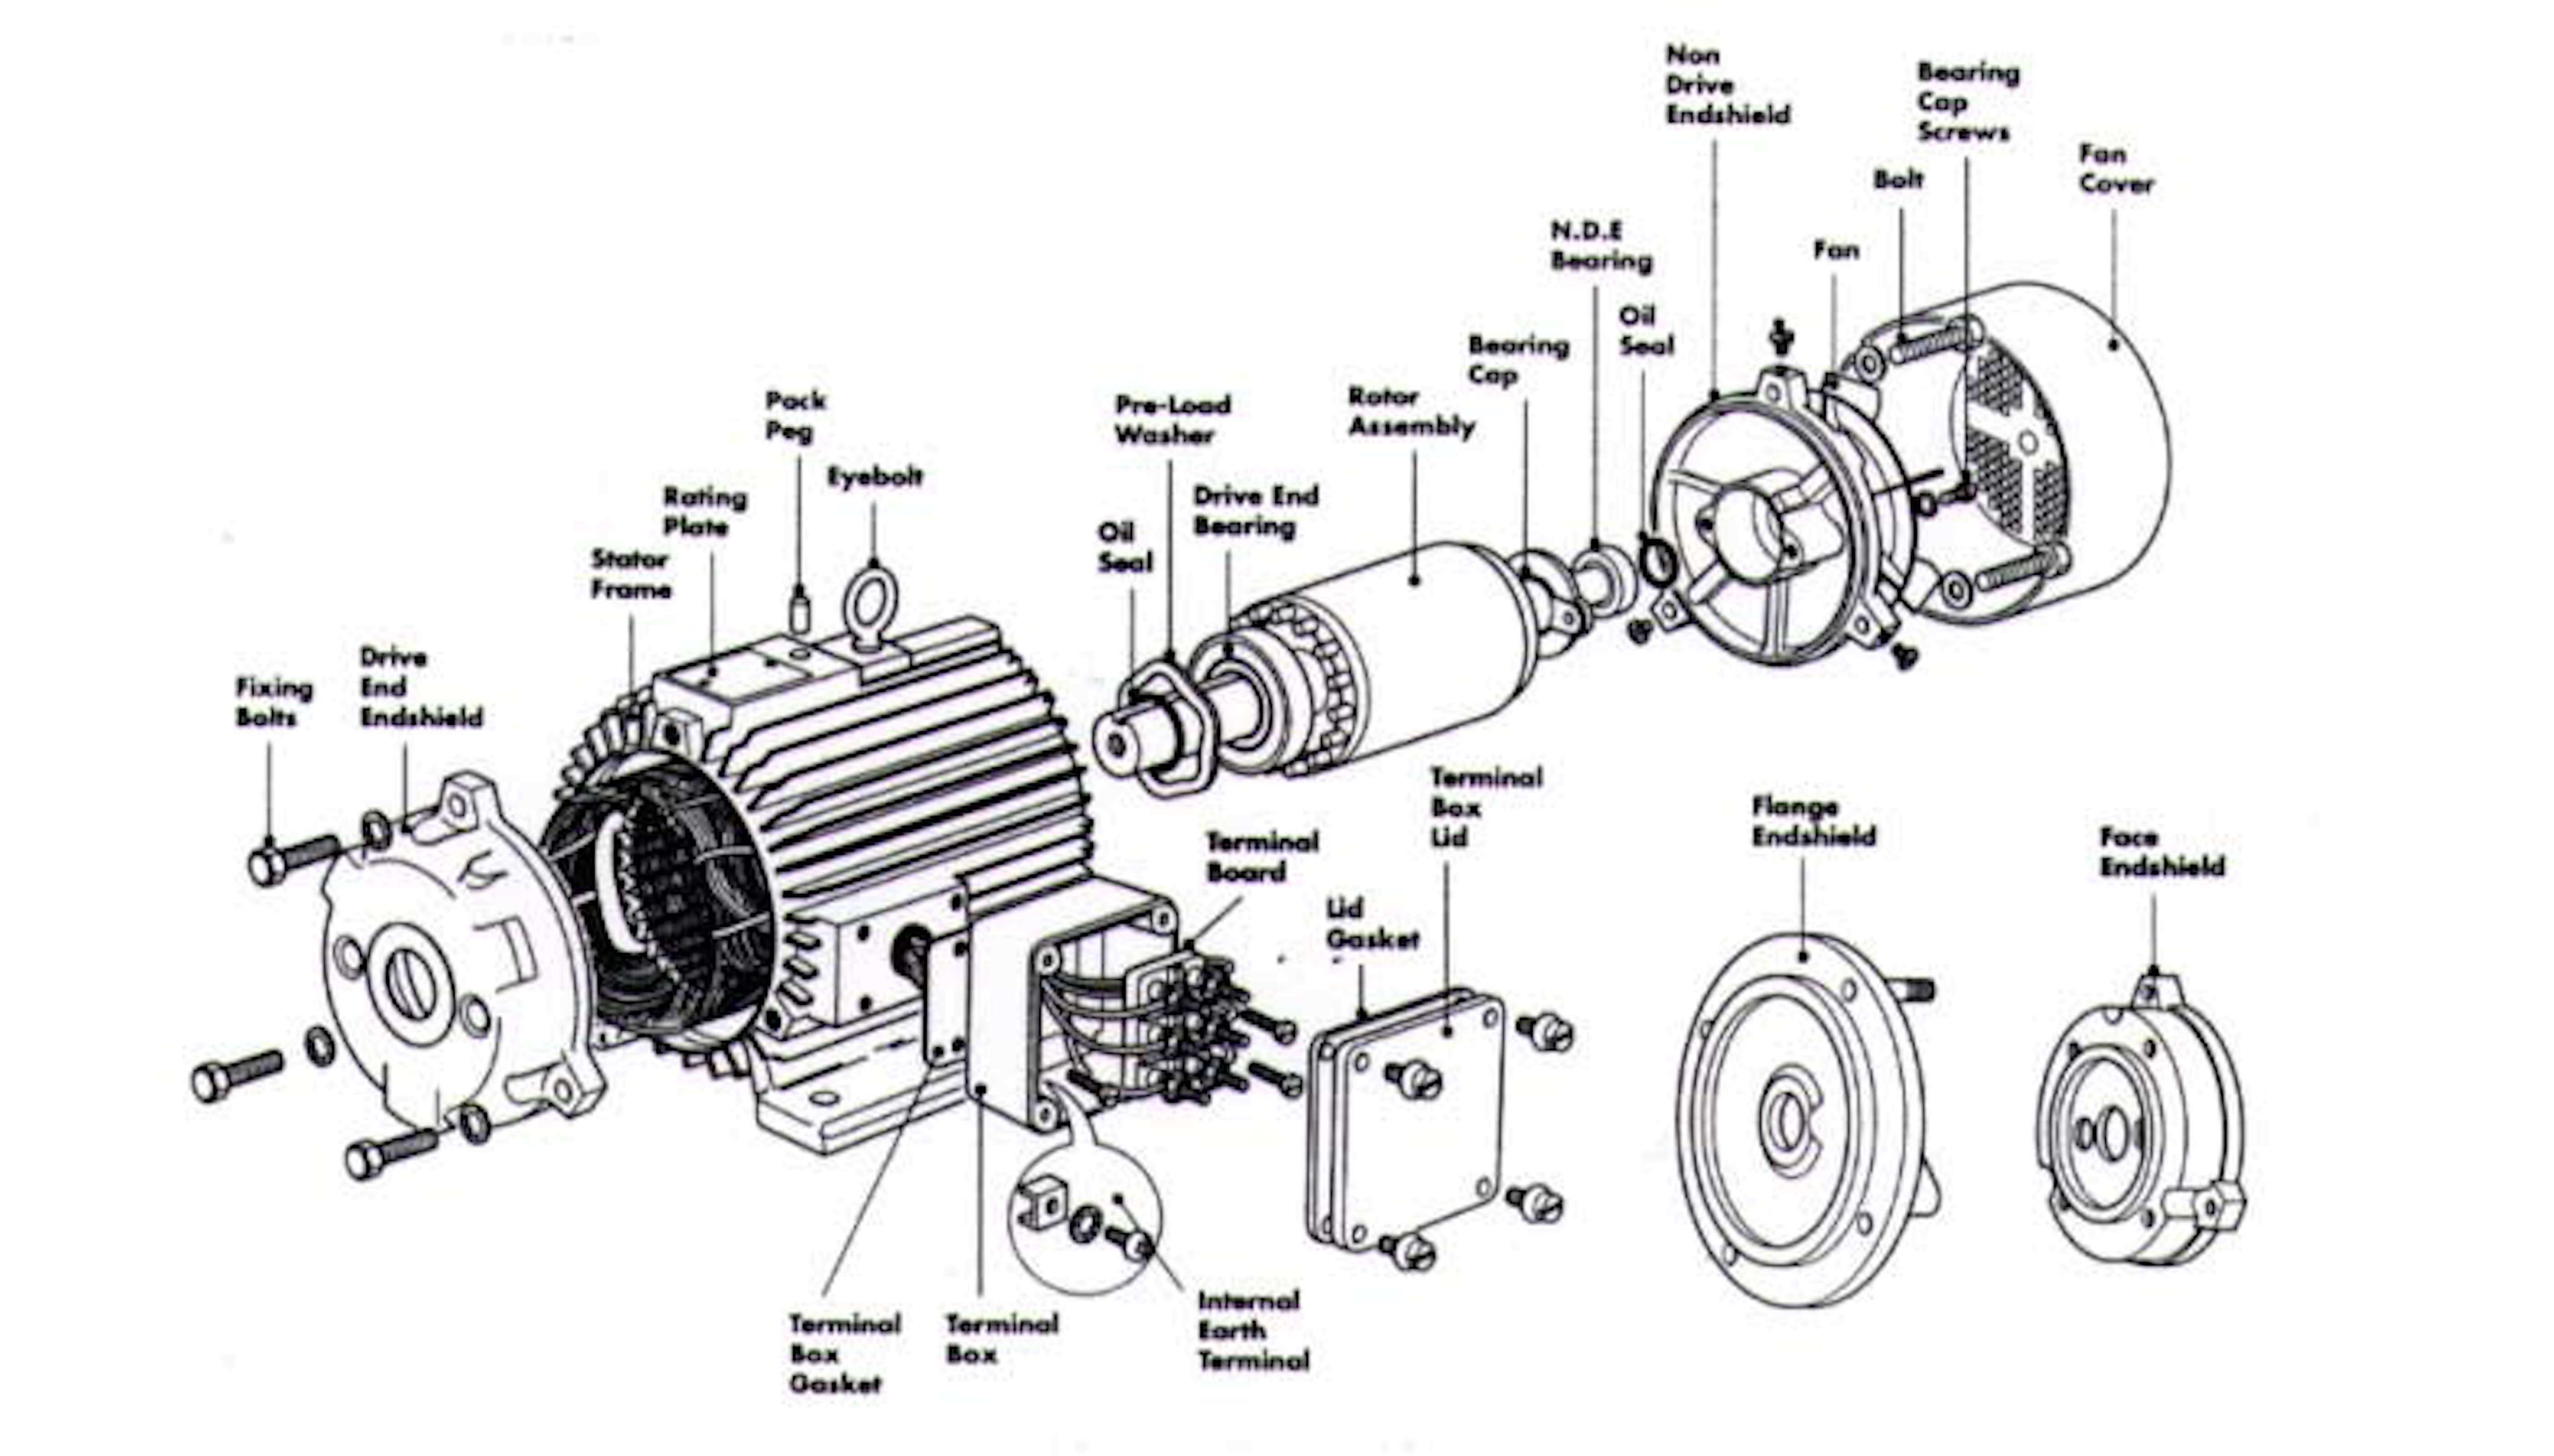 Non
Drive
Endshield
Bearing
Cap
Screws
Fan
Cover
Bolt
N.D.E
Bearing
Fan
Oil
Seal
Bearing
Cap
Rotor
Assembly
Pre-Load
Washer
Pack
Peg
Eyebolt
Rating
Plate
Drive End
Bearing
Oil
Seal
Stator
Frame
Drive
End
Endshield
Fixing
Bolts
Terminal
Box
Lid
Terminal
Board
Lid
Gasket
Flange
Endshield
Face
Endshield
Terminal
Box
Gasket
Terminal
Box
Internal
Earth
Terminal